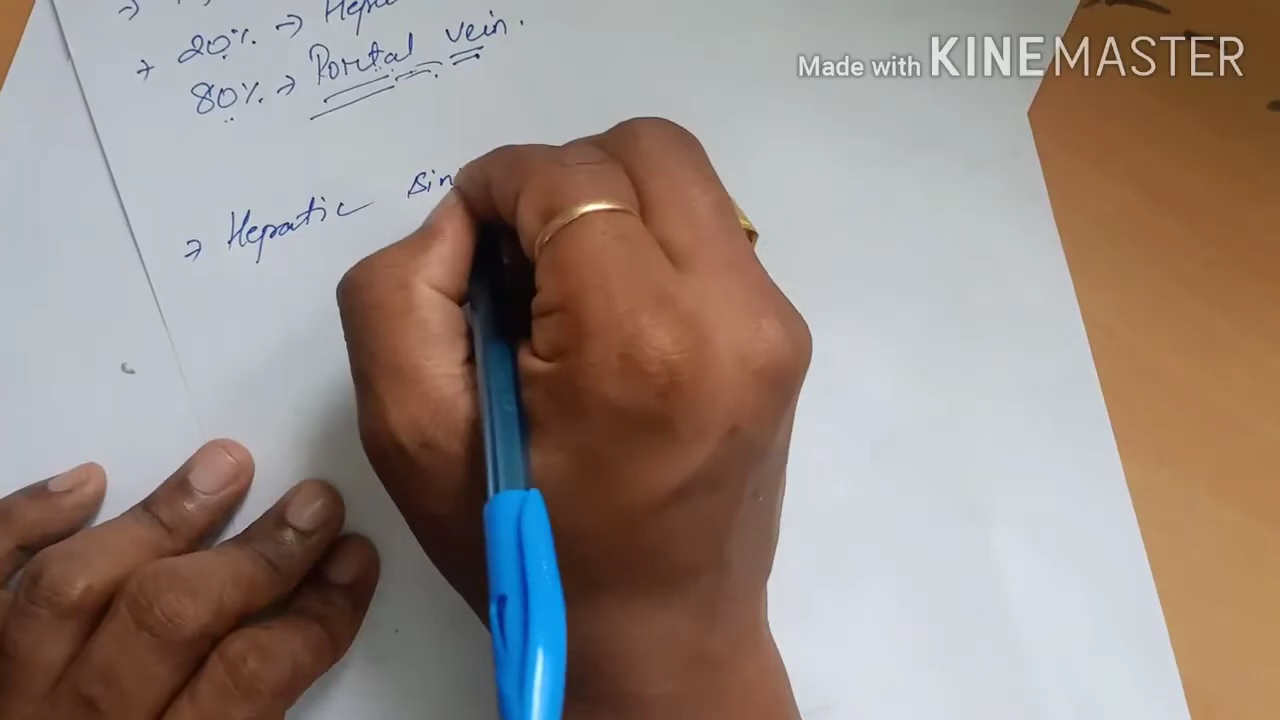 → 20% → Hepa
80% → Portal vein.
→ Hepatic sin
Made with KINEMASTER